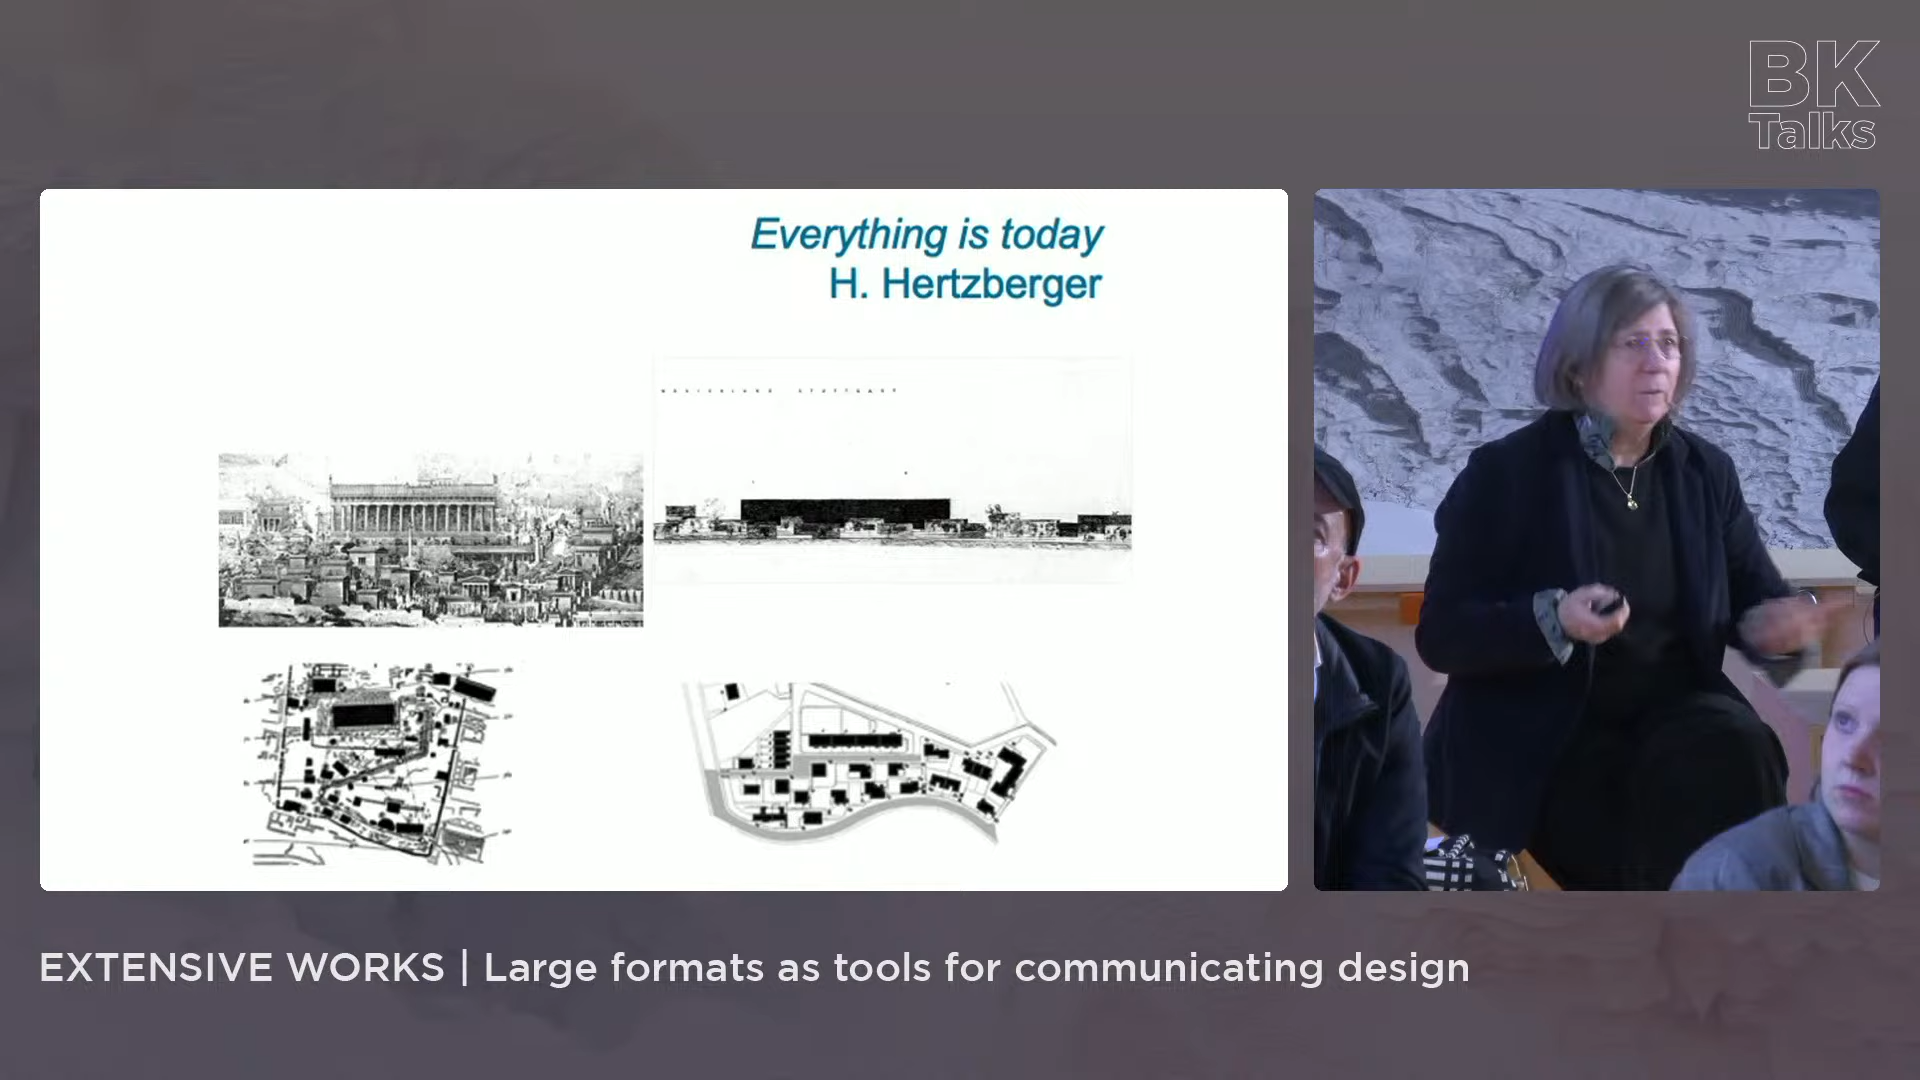 BK
Talks
Everything is today
H. Hertzberger
EXTENSIVE WORKS | Large formats as tools for communicating design